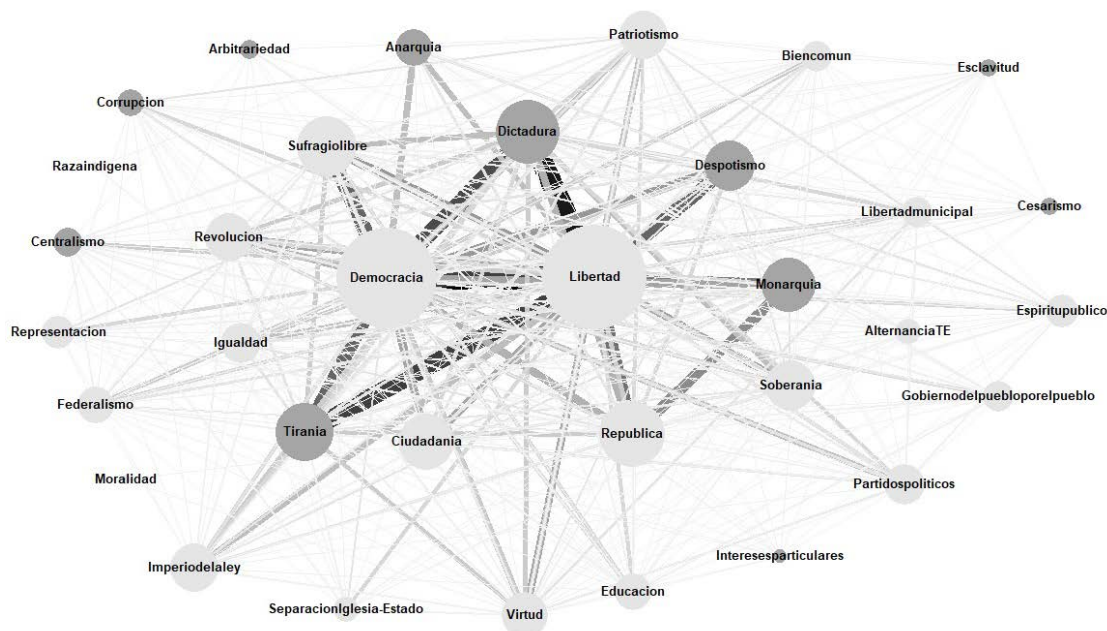 Patriotismo
Arbitrariedad
Anarquia
Biencomun
Esclavitud
Corrupcion
Dictadura
Sufragiolibre
Razaindigena
Despotismo
Cesarismo
Libertadmunicipal
Centralismo
Revolucion
Democracia
Libertad
Monarquia
Espiritupublico
Representacion
Igualdad
AlternanciaTE
Soberania
Gobiernodelpuebloporelpueblo
Federalismo
Tirania
Ciudadania
Republica
Moralidad
Partidospoliticos
Interesesparticulares
Imperiodelaley
Educacion
SeparacionIglesia-Estado
Virtud